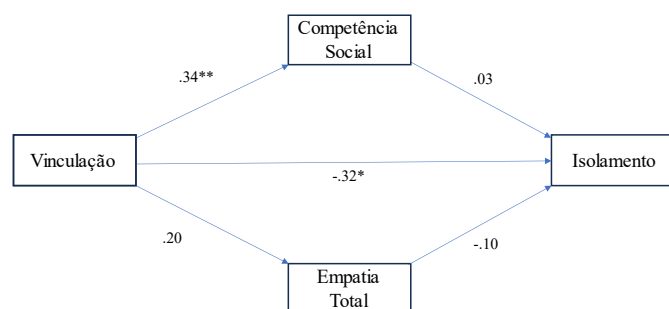 Competência
Social
.34**
.03
Vinculação
Isolamento
-.32*
.20
-.10
Empatia
Total